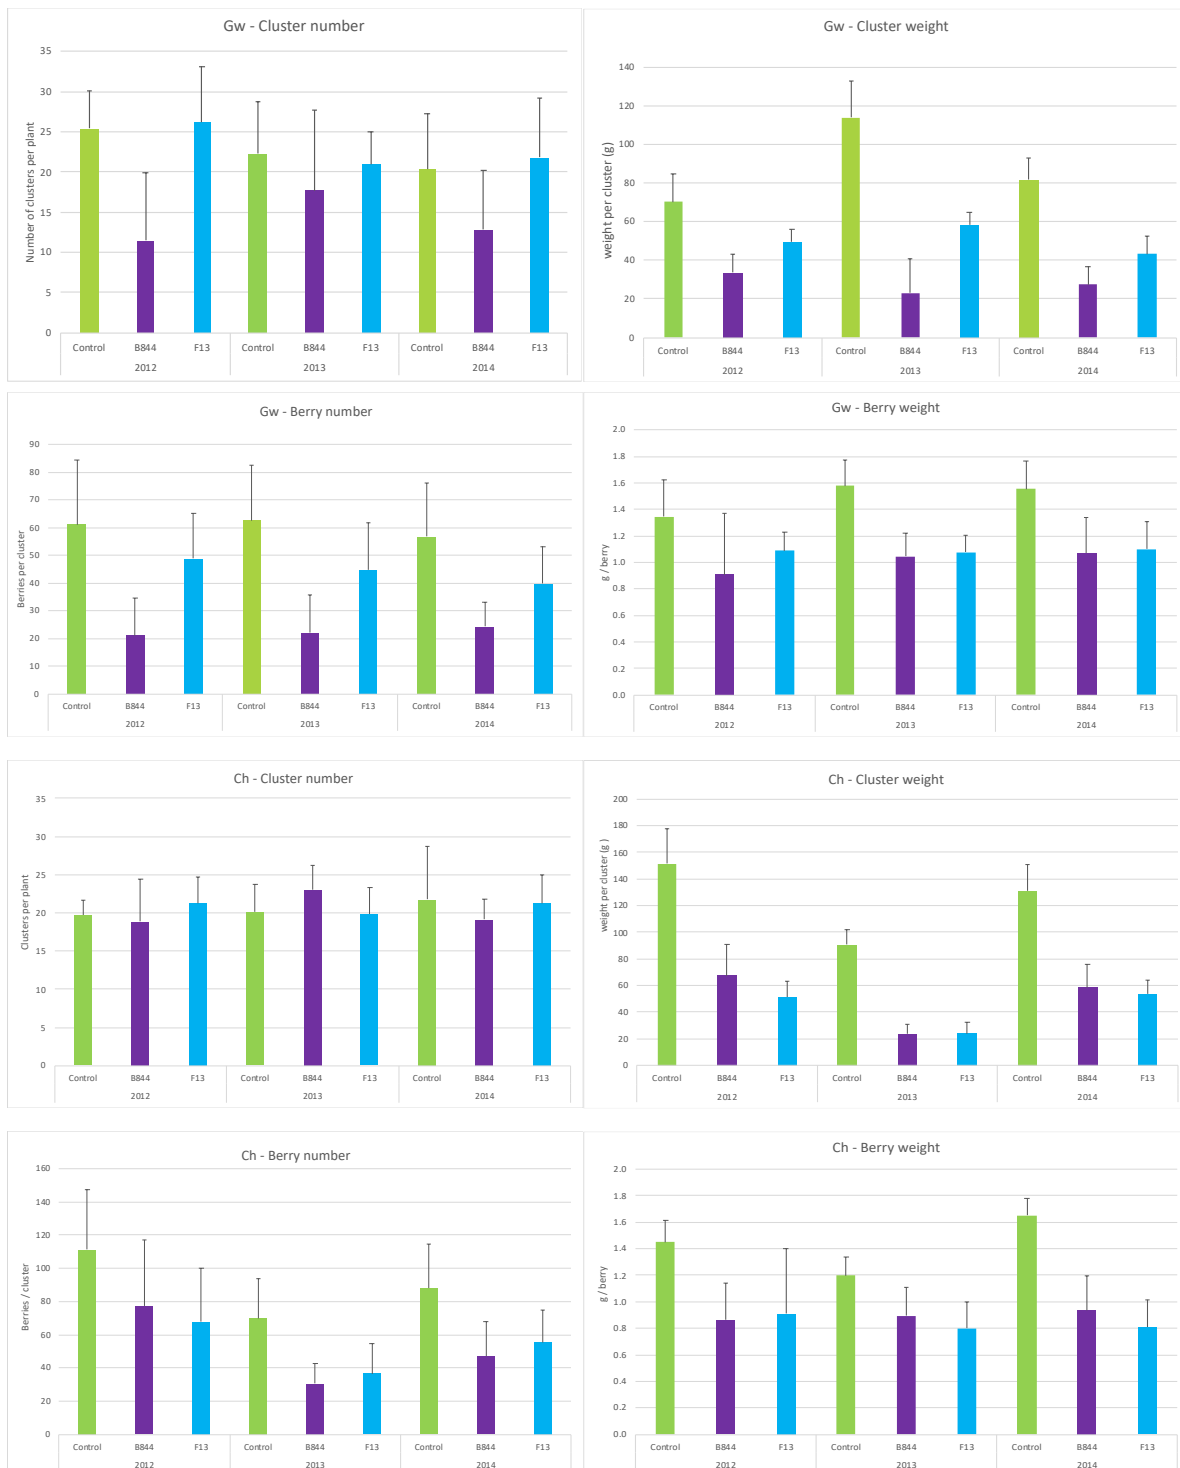 Gw - Cluster number
Number of clusters per plant
35
30
25
20
15
10
5
0
Control B844 F13 Control B844 F13 Control B844 F13
2012 2013 2014
Gw - Cluster weight
weight per cluster (g)
140
120
100
80
60
40
20
0
Control B844 F13 Control B844 F13 Control B844 F13
2012 2013 2014
Gw - Berry number
Berries per cluster
90
80
70
60
50
40
30
20
10
0
Control B844 F13 Control B844 F13 Control B844 F13
2012 2013 2014
Gw - Berry weight
g / berry
2.0
1.8
1.6
1.4
1.2
1.0
0.8
0.6
0.4
0.2
0.0
Control B844 F13 Control B844 F13 Control B844 F13
2012 2013 2014
Ch - Cluster number
Clusters per plant
35
30
25
20
15
10
5
0
Control B844 F13 Control B844 F13 Control B844 F13
2012 2013 2014
Ch - Cluster weight
weight per cluster (g )
200
180
160
140
120
100
80
60
40
20
0
Control B844 F13 Control B844 F13 Control B844 F13
2012 2013 2014
Ch - Berry number
Berries / cluster
160
140
120
100
80
60
40
20
0
Control B844 F13 Control B844 F13 Control B844 F13
2012 2013 2014
Ch - Berry weight
g / berry
2.0
1.8
1.6
1.4
1.2
1.0
0.8
0.6
0.4
0.2
0.0
Control B844 F13 Control B844 F13 Control B844 F13
2012 2013 2014